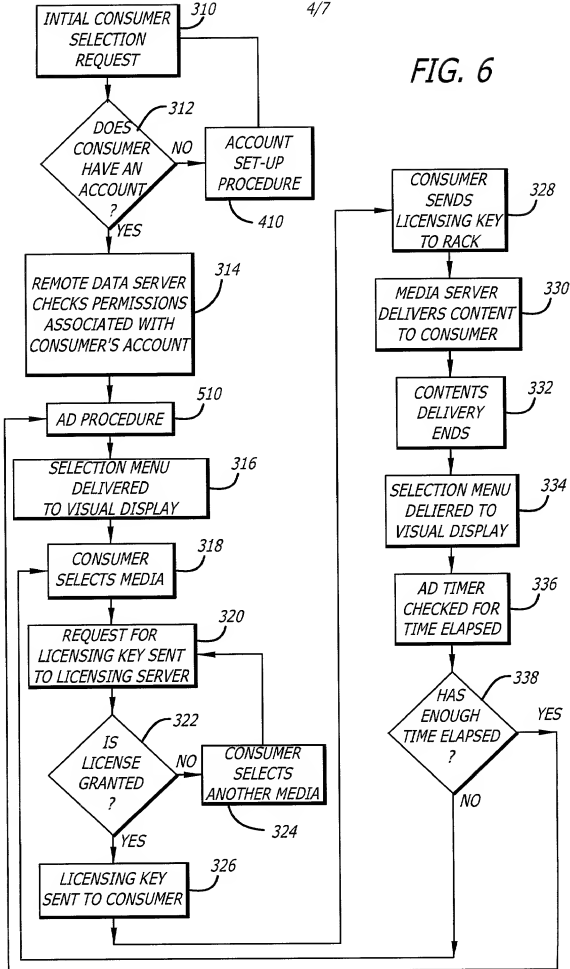 4/7
FIG. 6
INTIAL CONSUMER
SELECTION
REQUEST
310
DOES
CONSUMER
HAVE AN
ACCOUNT
?
312
NO
YES
ACCOUNT
SET-UP
PROCEDURE
410
REMOTE DATA SERVER
CHECKS PERMISSIONS
ASSOCIATED WITH
CONSUMER'S ACCOUNT
314
AD PROCEDURE
510
SELECTION MENU
DELIVERED
TO VISUAL DISPLAY
316
CONSUMER
SELECTS MEDIA
318
REQUEST FOR
LICENSING KEY SENT
TO LICENSING SERVER
320
IS
LICENSE
GRANTED
?
322
NO
YES
CONSUMER
SELECTS
ANOTHER MEDIA
324
LICENSING KEY
SENT TO CONSUMER
326
CONSUMER
SENDS
LICENSING KEY
TO RACK
328
MEDIA SERVER
DELIVERS CONTENT
TO CONSUMER
330
CONTENTS
DELIVERY
ENDS
332
SELECTION MENU
DELIERED TO
VISUAL DISPLAY
334
AD TIMER
CHECKED FOR
TIME ELAPSED
336
HAS
ENOUGH
TIME ELAPSED
?
338
YES
NO